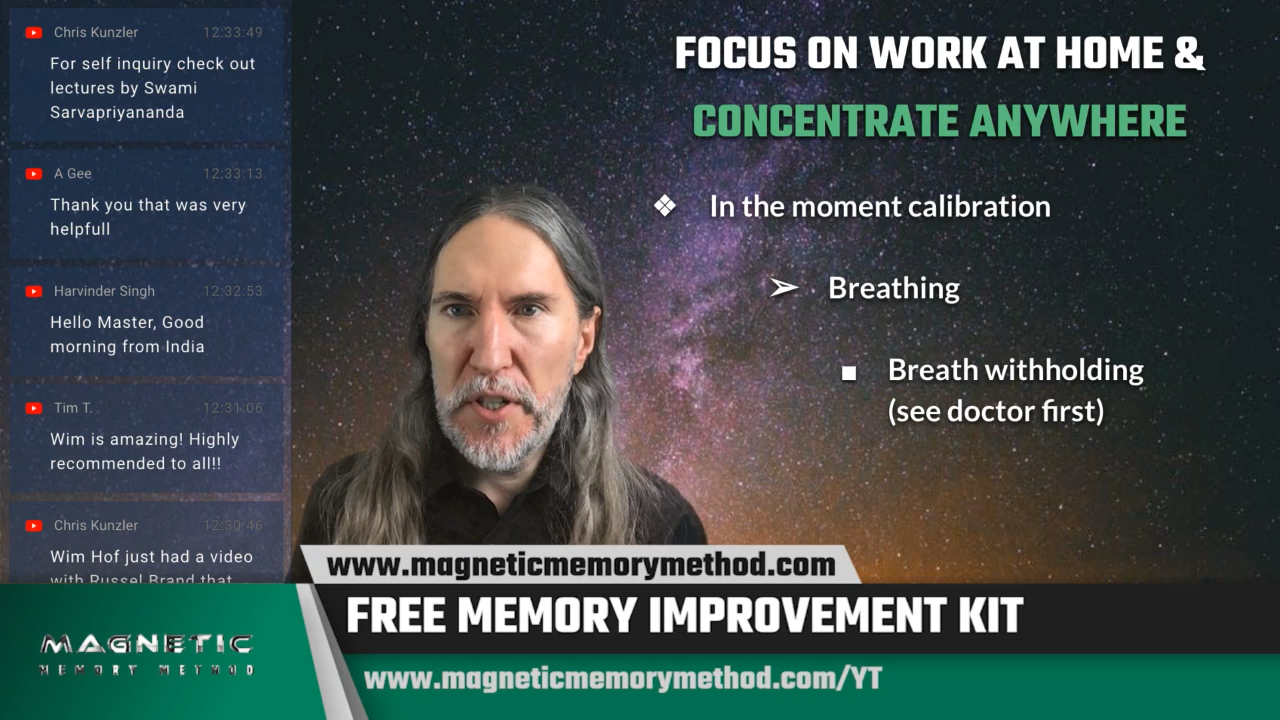 Chris Kunzler 12:33:49
For self inquiry check out
lectures by Swami
Sarvapriyananda
A Gee 12:33:13
Thank you that was very
helpfull
Harvinder Singh 12:32:53
Hello Master, Good
morning from India
Tim T. 12:31:06
Wim is amazing! Highly
recommended to all!!
Chris Kunzler 12:30:46
Wim Hof just had a video
with Russel Brand that
FOCUS ON WORK AT HOME &
CONCENTRATE ANYWHERE
In the moment calibration
Breathing
Breath withholding
(see doctor first)
www.magneticmemorymethod.com
FREE MEMORY IMPROVEMENT KIT
www.magneticmemorymethod.com/YT
MAGNETIC
MEMORY METHOD